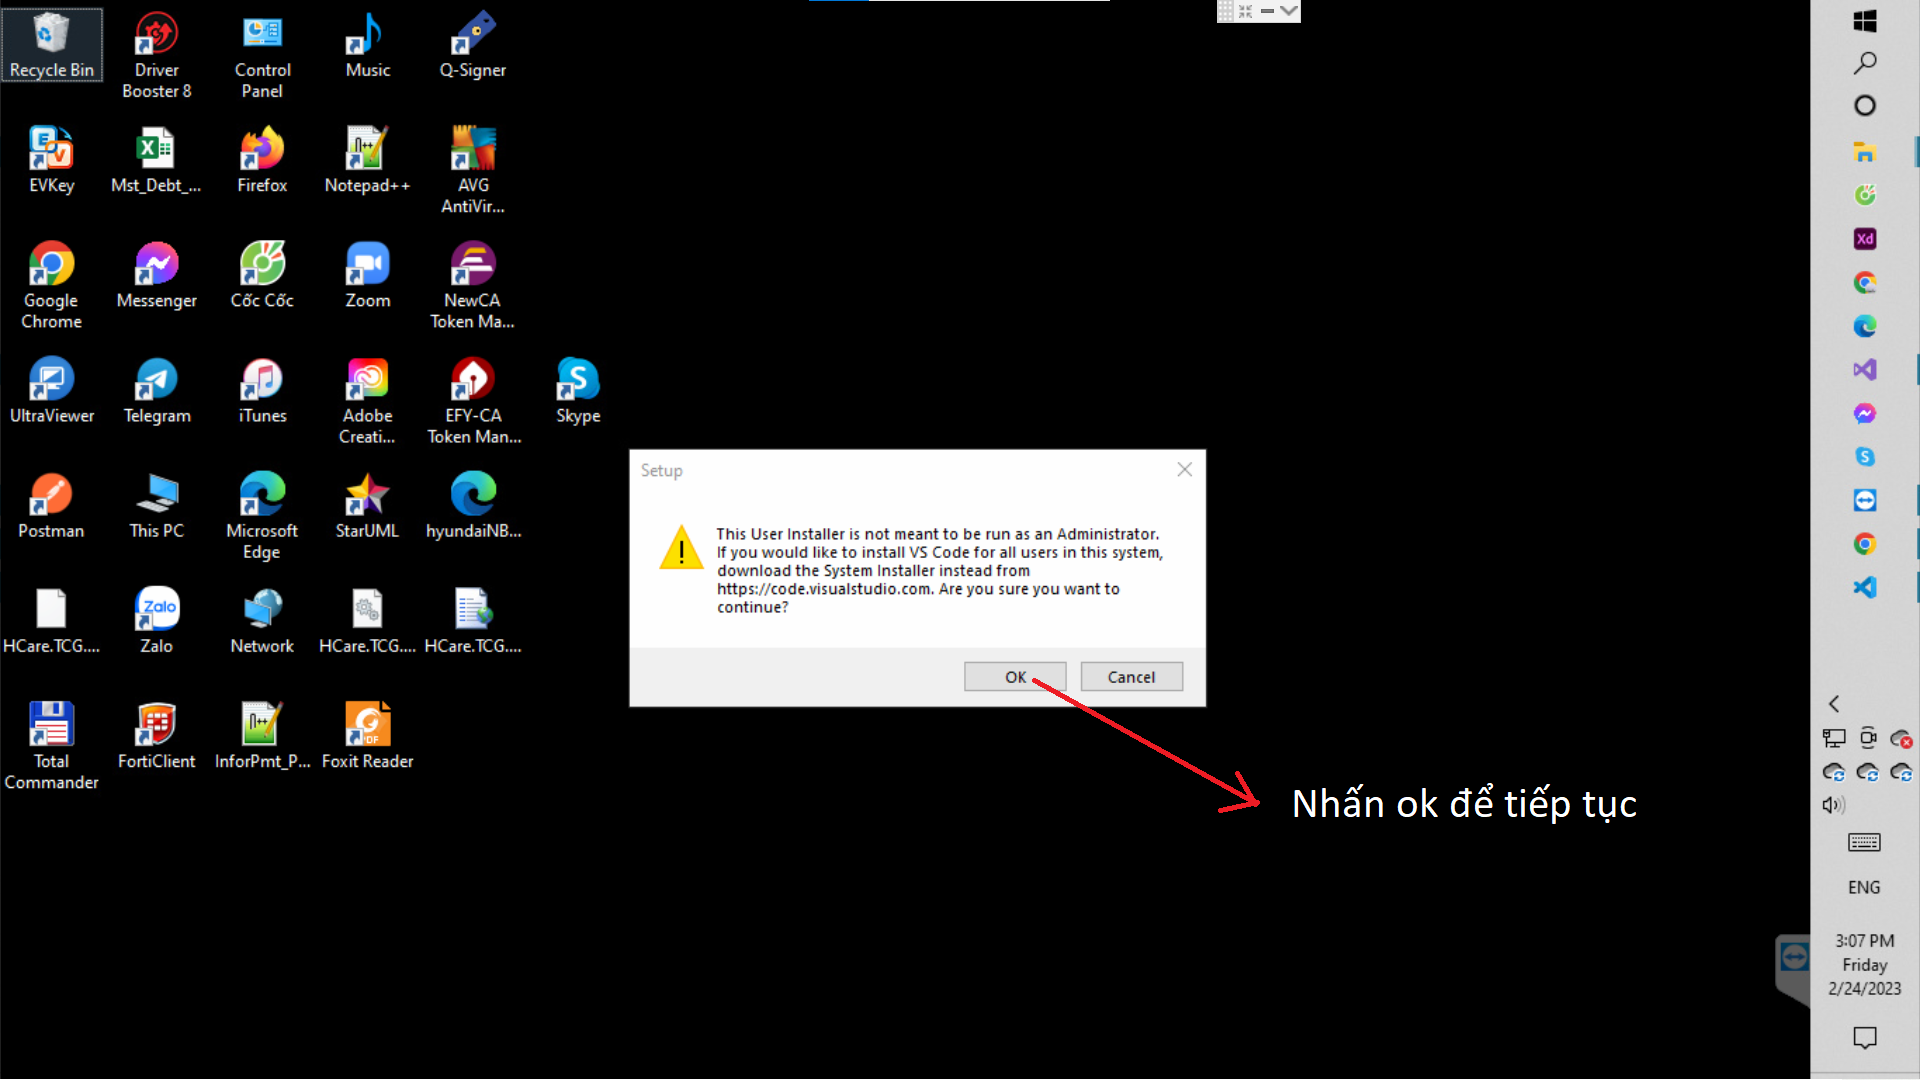 Recycle Bin
Driver
Booster 8
Control
Panel
Music
Q-Signer
EVKey
Mst_Debt_...
Firefox
Notepad++
AVG
AntiVir...
Google
Chrome
Messenger
Cốc Cốc
Zoom
NewCA
Token Ma...
UltraViewer
Telegram
iTunes
Adobe
Creati...
EFY-CA
Token Man...
Skype
Postman
This PC
Microsoft
Edge
StarUML
hyundaiNB...
HCare.TCG....
Zalo
Network
HCare.TCG....
HCare.TCG....
Total
Commander
FortiClient
InforPmt_P...
Foxit Reader
Setup
This User Installer is not meant to be run as an Administrator.
If you would like to install VS Code for all users in this system,
download the System Installer instead from
https://code.visualstudio.com. Are you sure you want to
continue?
OK
Cancel
Nhấn ok để tiếp tục
ENG
3:07 PM
Friday
2/24/2023